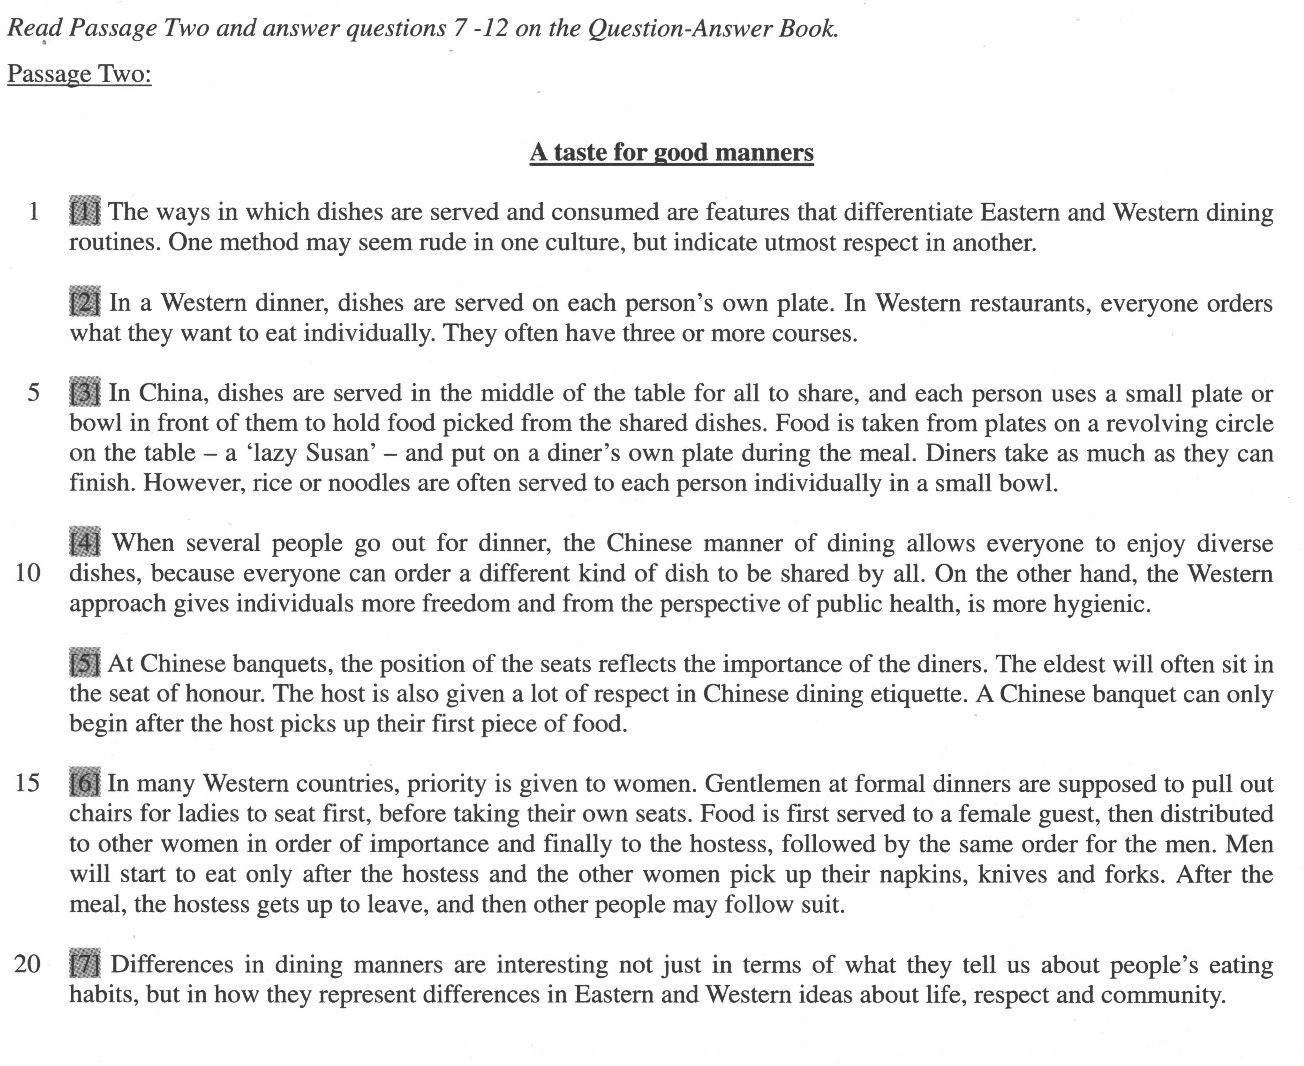 Read Passage Two and answer questions 7 -12 on the Question-Answer Book.
Passage Two:
A taste for good manners
1 [1] The ways in which dishes are served and consumed are features that differentiate Eastern and Western dining
routines. One method may seem rude in one culture, but indicate utmost respect in another.
[2] In a Western dinner, dishes are served on each person's own plate. In Western restaurants, everyone orders
what they want to eat individually. They often have three or more courses.
5 [3] In China, dishes are served in the middle of the table for all to share, and each person uses a small plate or
bowl in front of them to hold food picked from the shared dishes. Food is taken from plates on a revolving circle
on the table – a 'lazy Susan' – and put on a diner's own plate during the meal. Diners take as much as they can
finish. However, rice or noodles are often served to each person individually in a small bowl.
[4] When several people go out for dinner, the Chinese manner of dining allows everyone to enjoy diverse
10 dishes, because everyone can order a different kind of dish to be shared by all. On the other hand, the Western
approach gives individuals more freedom and from the perspective of public health, is more hygienic.
[5] At Chinese banquets, the position of the seats reflects the importance of the diners. The eldest will often sit in
the seat of honour. The host is also given a lot of respect in Chinese dining etiquette. A Chinese banquet can only
begin after the host picks up their first piece of food.
15 [6] In many Western countries, priority is given to women. Gentlemen at formal dinners are supposed to pull out
chairs for ladies to seat first, before taking their own seats. Food is first served to a female guest, then distributed
to other women in order of importance and finally to the hostess, followed by the same order for the men. Men
will start to eat only after the hostess and the other women pick up their napkins, knives and forks. After the
meal, the hostess gets up to leave, and then other people may follow suit.
20 [7] Differences in dining manners are interesting not just in terms of what they tell us about people's eating
habits, but in how they represent differences in Eastern and Western ideas about life, respect and community.